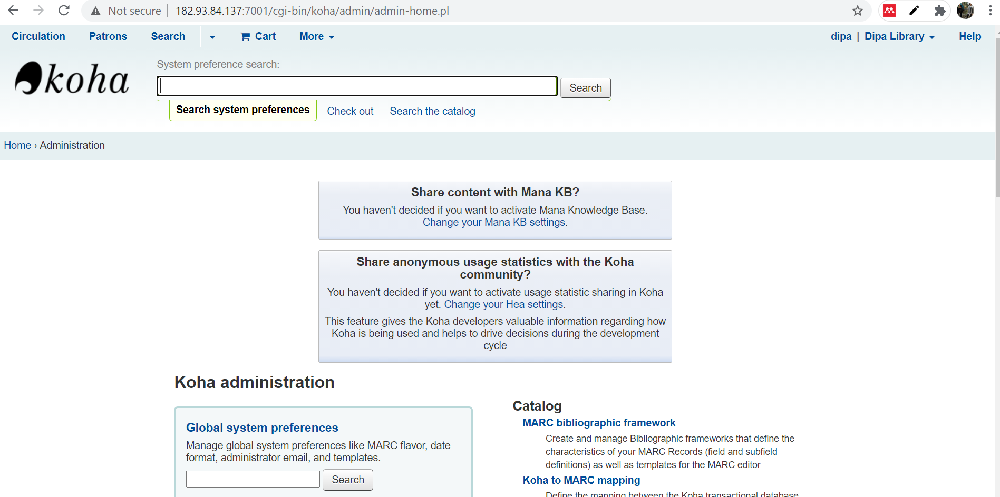 Not secure | 182.93.84.137:7001/cgi-bin/koha/admin/admin-home.pl
Circulation Patrons Search Cart More dipa | Dipa Library Help
koha
System preference search:
Search
Search system preferences Check out Search the catalog
Home › Administration
Share content with Mana KB?
You haven't decided if you want to activate Mana Knowledge Base.
Change your Mana KB settings.
Share anonymous usage statistics with the Koha
community?
You haven't decided if you want to activate usage statistic sharing in Koha
yet. Change your Hea settings.
This feature gives the Koha developers valuable information regarding how
Koha is being used and helps to drive decisions during the development
cycle
Koha administration
Global system preferences
Manage global system preferences like MARC flavor, date
format, administrator email, and templates.
Search
Catalog
MARC bibliographic framework
Create and manage Bibliographic frameworks that define the
characteristics of your MARC Records (field and subfield
definitions) as well as templates for the MARC editor
Koha to MARC mapping
Define the mapping between the Koha transactional database